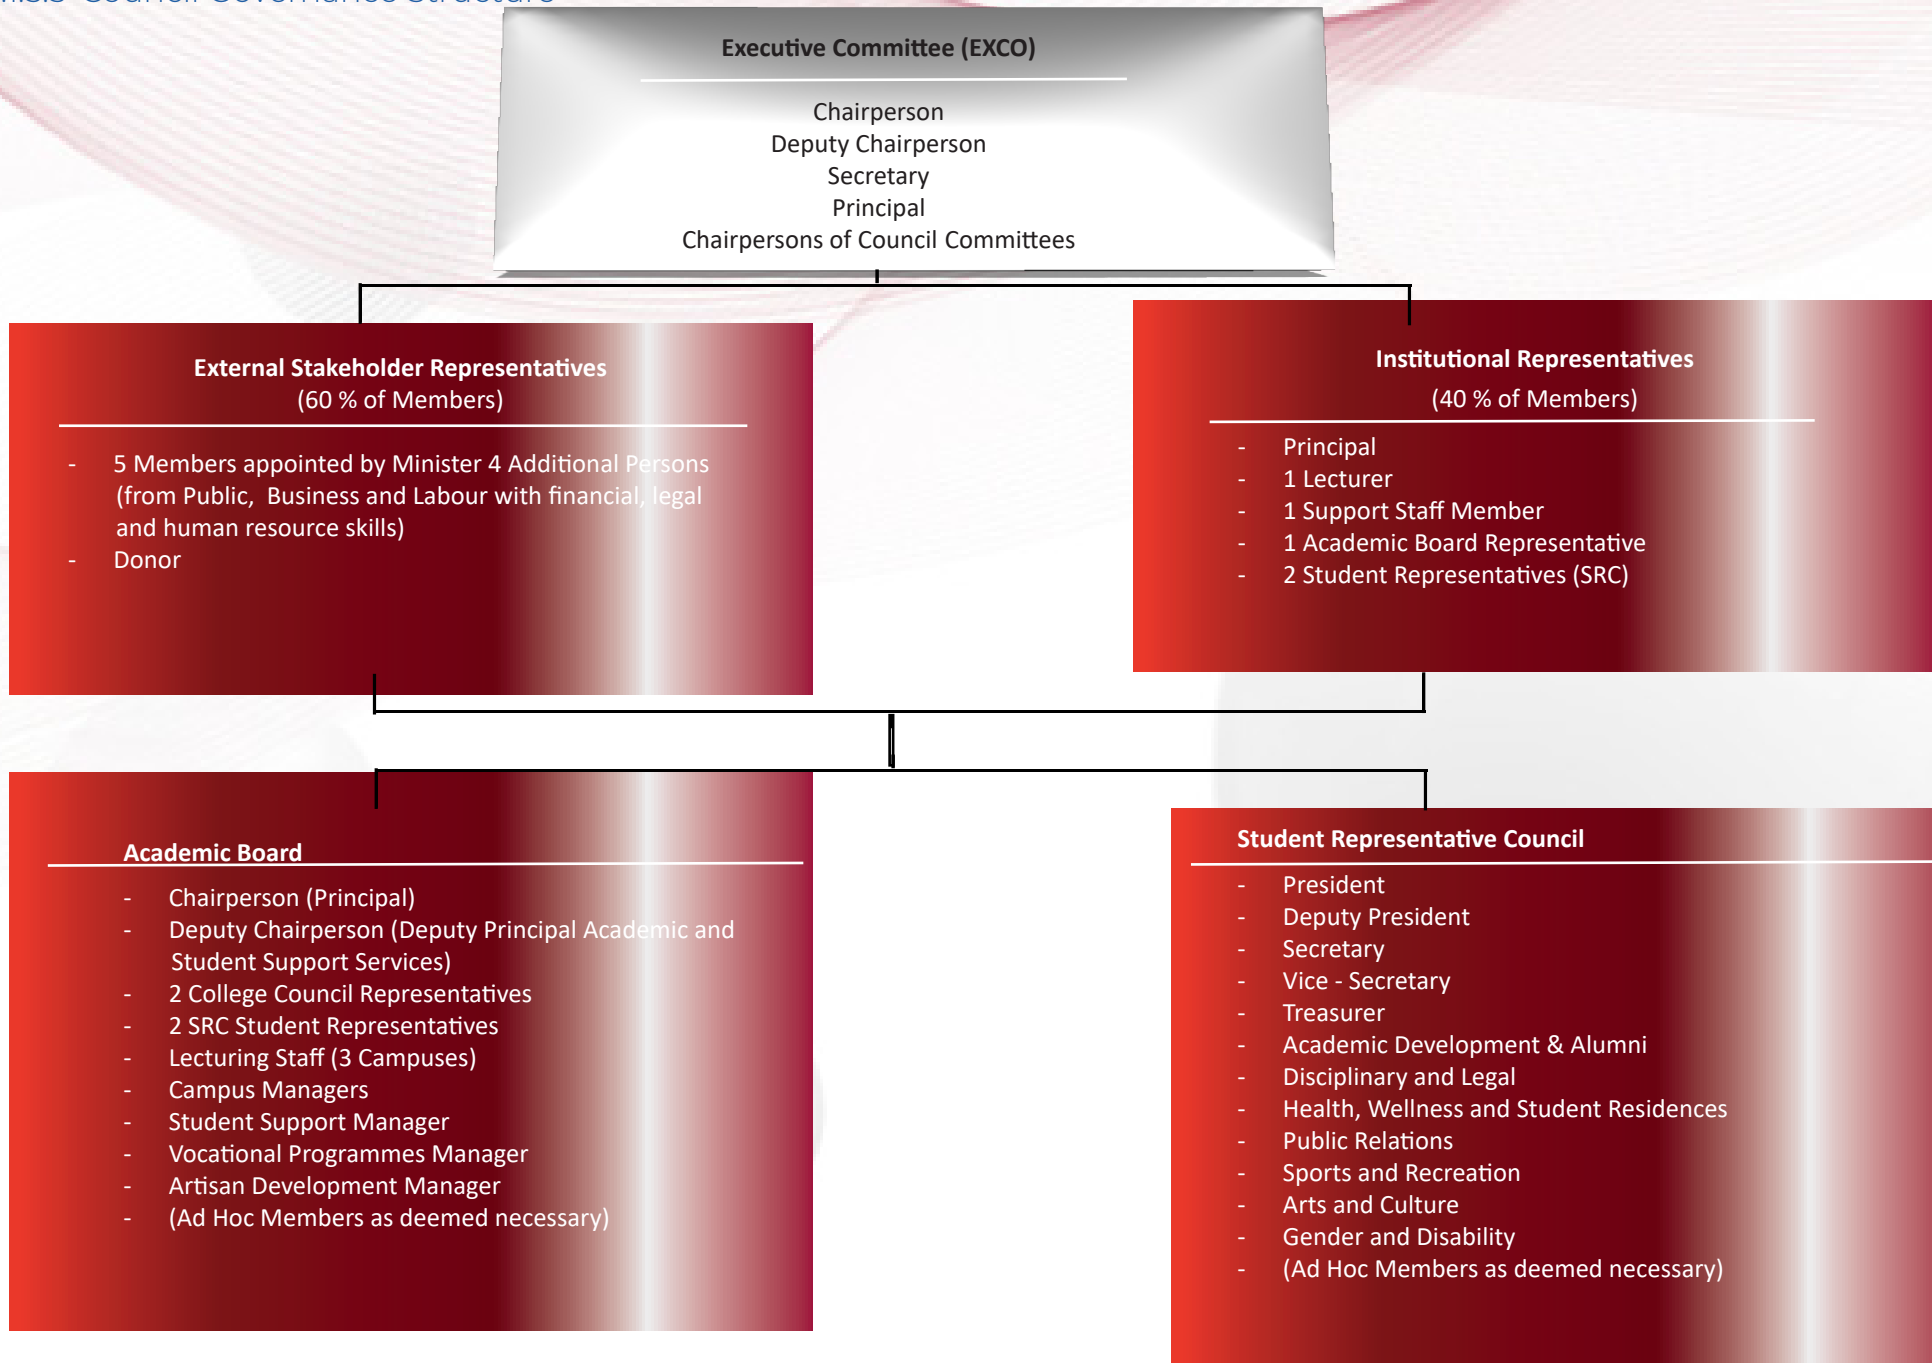 Council Governance Structure
Executive Committee (EXCO)
Chairperson
Deputy Chairperson
Secretary
Principal
Chairpersons of Council Committees
External Stakeholder Representatives
(60 % of Members)
- 5 Members appointed by Minister 4 Additional Persons
(from Public, Business and Labour with financial, legal
and human resource skills)
- Donor
Institutional Representatives
(40 % of Members)
- Principal
- 1 Lecturer
- 1 Support Staff Member
- 1 Academic Board Representative
- 2 Student Representatives (SRC)
Academic Board
- Chairperson (Principal)
- Deputy Chairperson (Deputy Principal Academic and
Student Support Services)
- 2 College Council Representatives
- 2 SRC Student Representatives
- Lecturing Staff (3 Campuses)
- Campus Managers
- Student Support Manager
- Vocational Programmes Manager
- Artisan Development Manager
- (Ad Hoc Members as deemed necessary)
Student Representative Council
- President
- Deputy President
- Secretary
- Vice - Secretary
- Treasurer
- Academic Development & Alumni
- Disciplinary and Legal
- Health, Wellness and Student Residences
- Public Relations
- Sports and Recreation
- Arts and Culture
- Gender and Disability
- (Ad Hoc Members as deemed necessary)